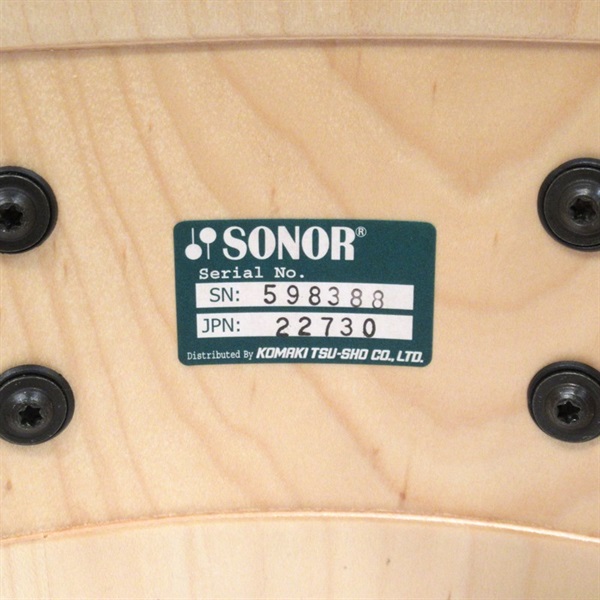 SONOR®
Serial No.
SN: 598388
JPN: 22730
Distributed By KOMAKI TSU-SHO CO., LTD.